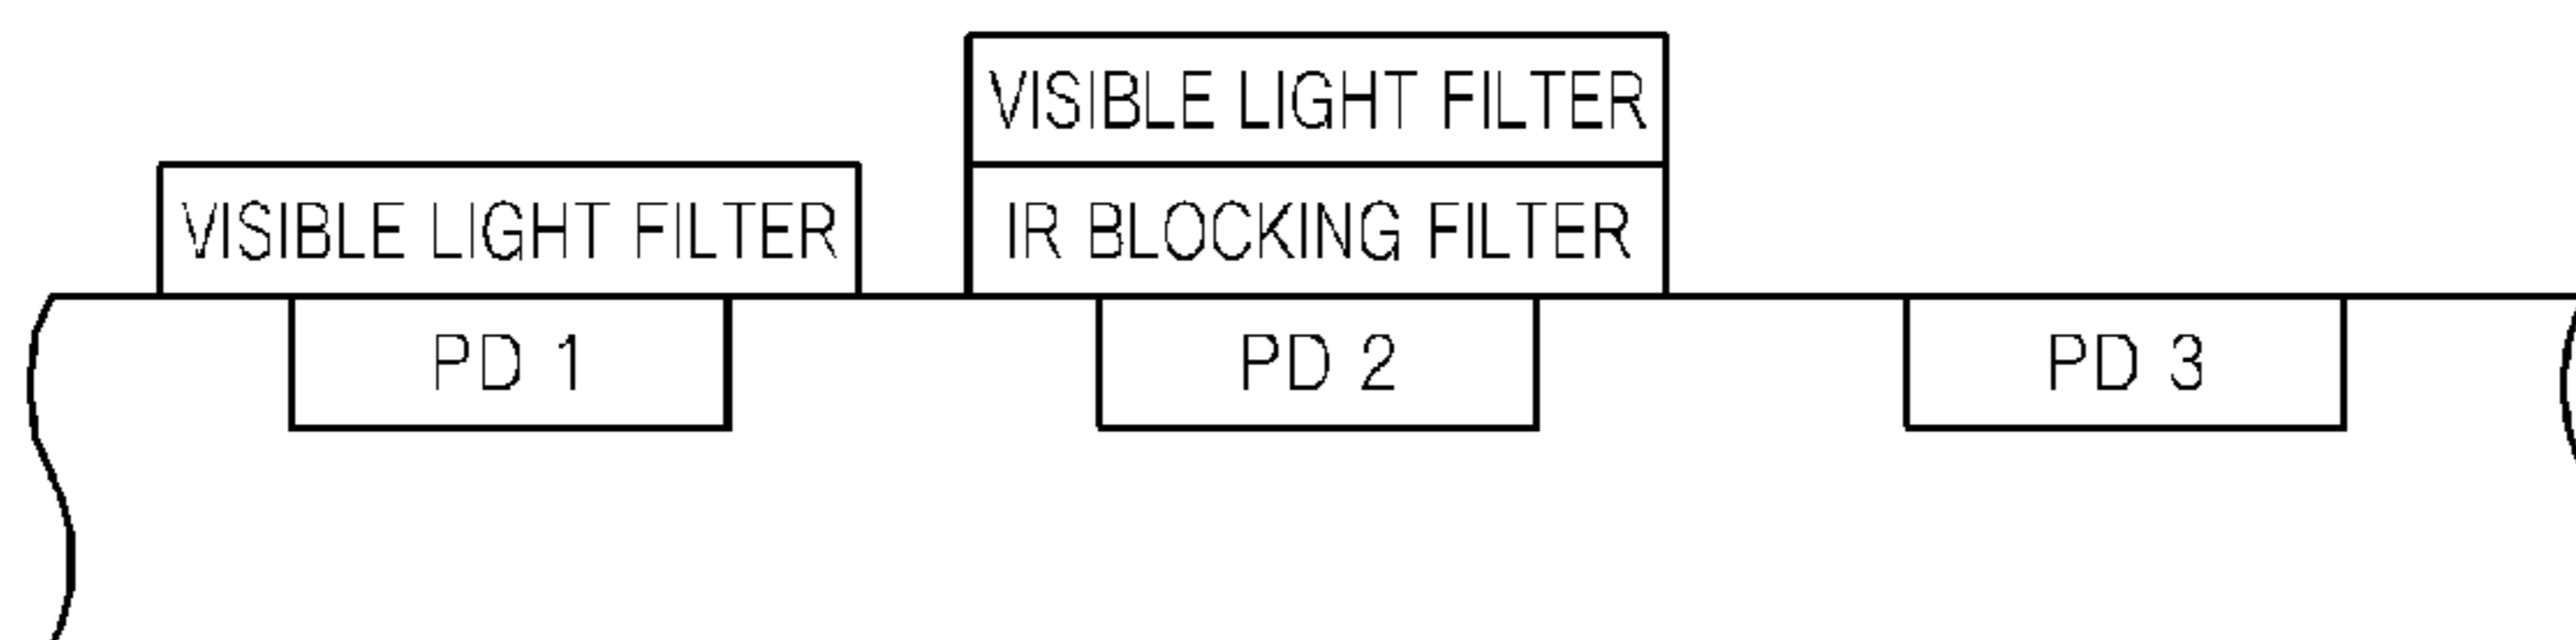 VISIBLE LIGHT FILTER
VISIBLE LIGHT FILTER
IR BLOCKING FILTER
PD 1
PD 2
PD 3